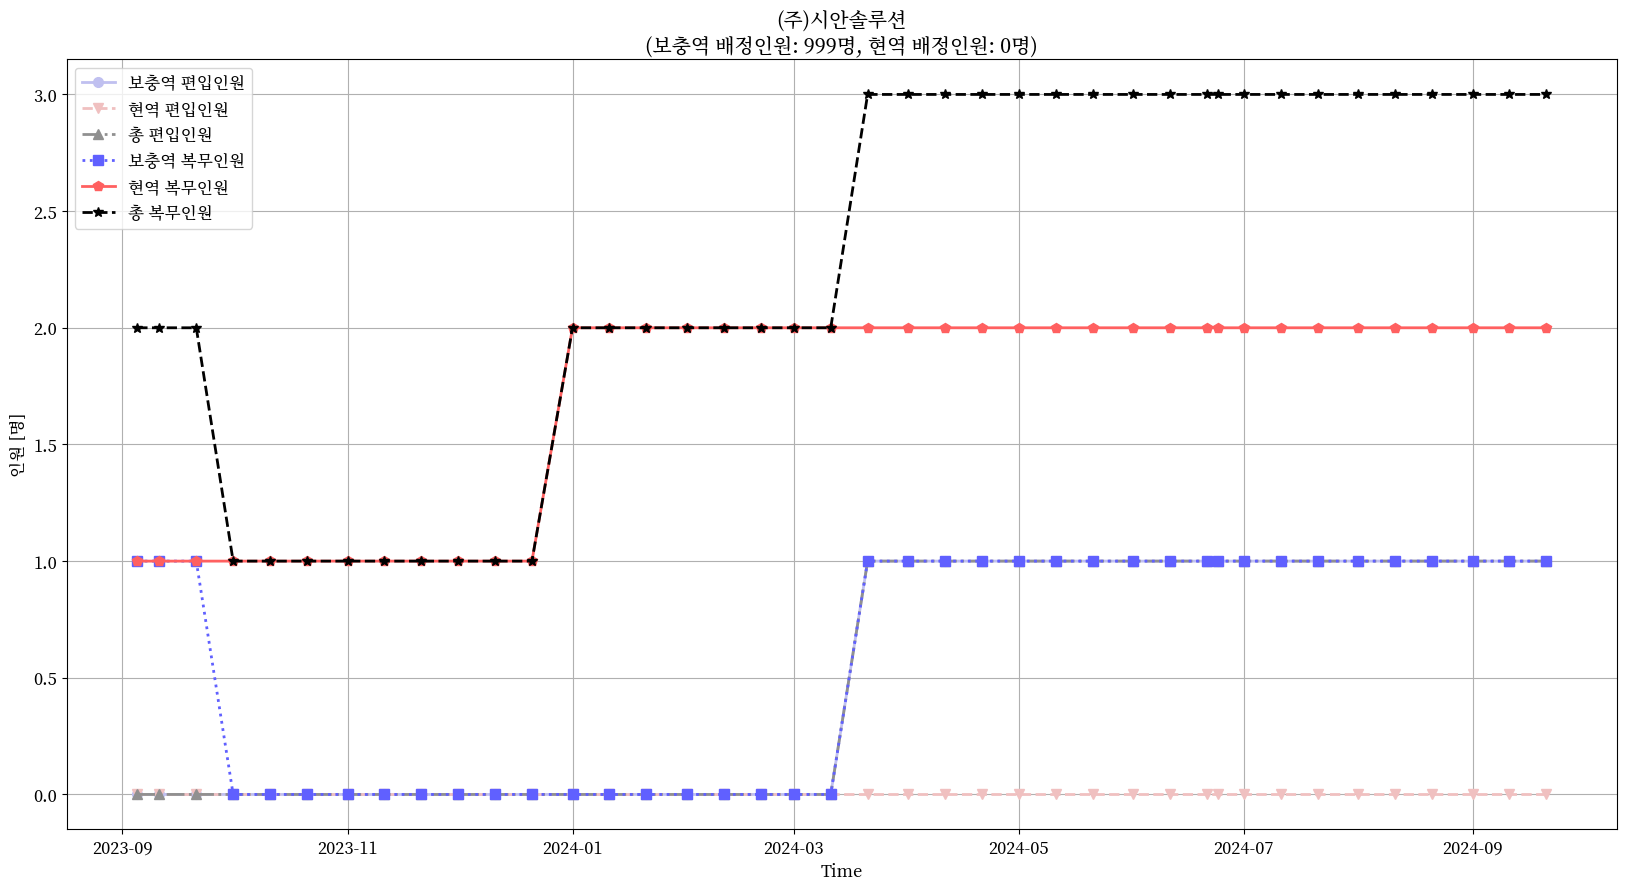 (주)시안솔루션
(보충역 배정인원: 999명, 현역 배정인원: 0명)
보충역 편입인원
현역 편입인원
총 편입인원
보충역 복무인원
현역 복무인원
총 복무인원
3.0
2.5
2.0
1.5
1.0
0.5
0.0
인원 [명]
2023-09
2023-11
2024-01
2024-03
2024-05
2024-07
2024-09
Time